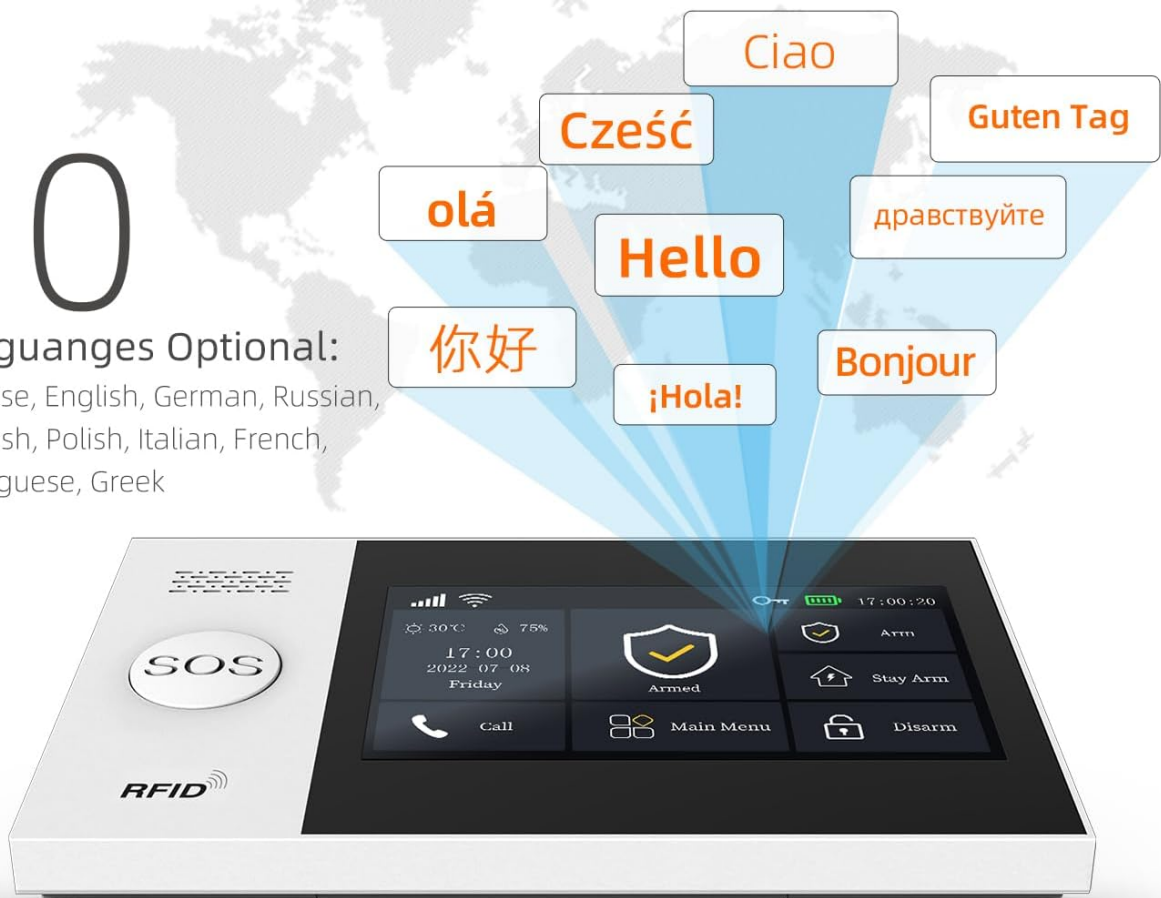 Ciao
Cześć
Guten Tag
olá
дравствуйте
Hello
0
guanges Optional:
你好
Bonjour
se, English, German, Russian,
¡Hola!
sh, Polish, Italian, French,
guese, Greek
17:00:20
30℃ 75%
Arm
17:00
2022 07 08
Friday
SOS
Armed
Stay Arm
Call
Main Menu
Disarm
RFID